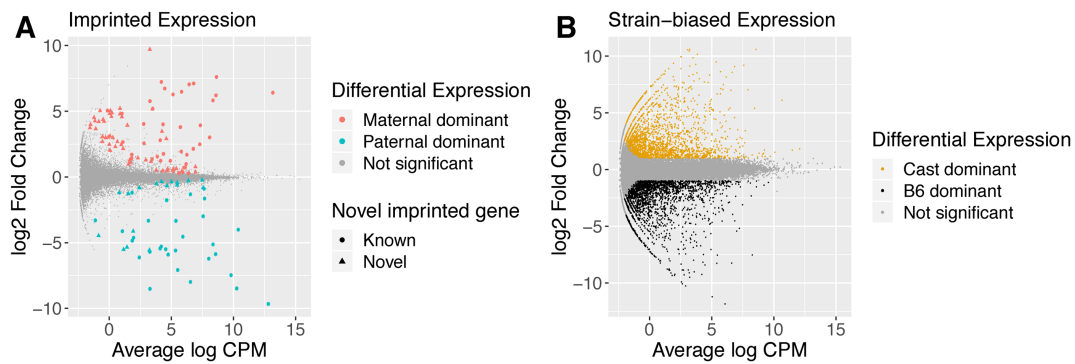 A
Imprinted Expression
10
5
0
−5
−10
log2 Fold Change
0
5
10
15
Average log CPM
Differential Expression
Maternal dominant
Paternal dominant
Not significant
Novel imprinted gene
Known
Novel
B
Strain−biased Expression
10
5
0
−5
−10
log2 Fold Change
0
5
10
15
Average log CPM
Differential Expression
Cast dominant
B6 dominant
Not significant